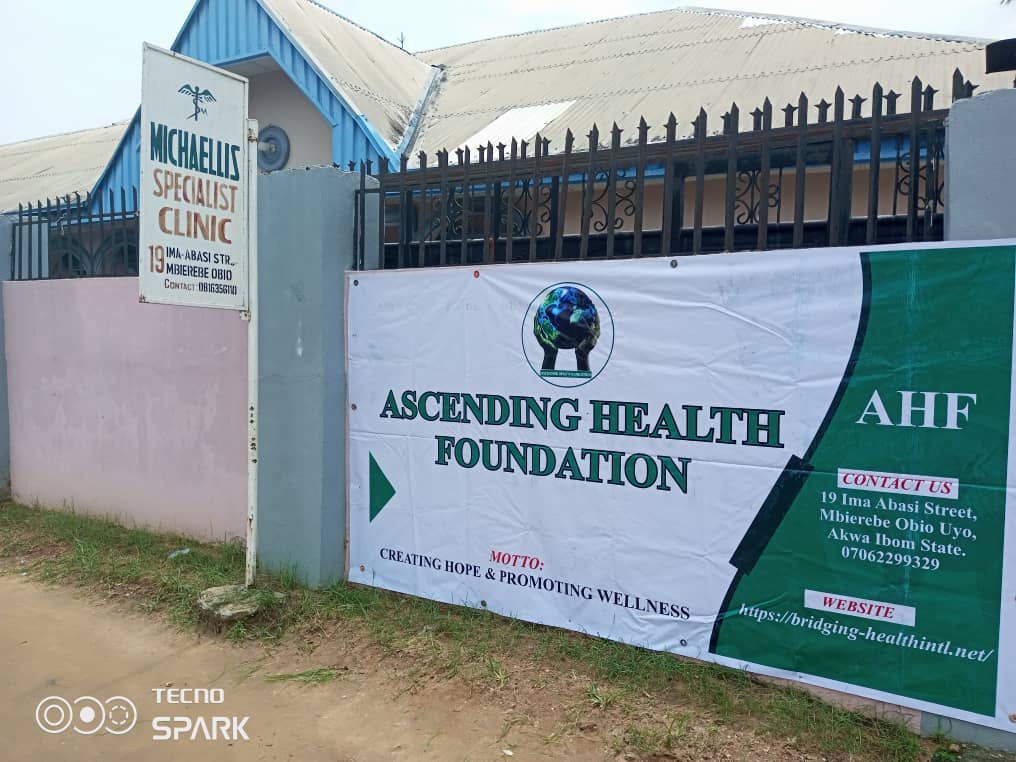 MICHAELLIS
SPECIALIST
CLINIC
19 IMA-ABASI STR.,
MBIEREBE OBIO
ASCENDING HEALTH
FOUNDATION
MOTTO:
CREATING HOPE & PROMOTING WELLNESS
AHF
CONTACT US
19 Ima Abasi Street,
Mbierebe Obio Uyo,
Akwa Ibom State.
07062299329
WEBSITE
https://bridging-healthintl.net/
TECNO
SPARK